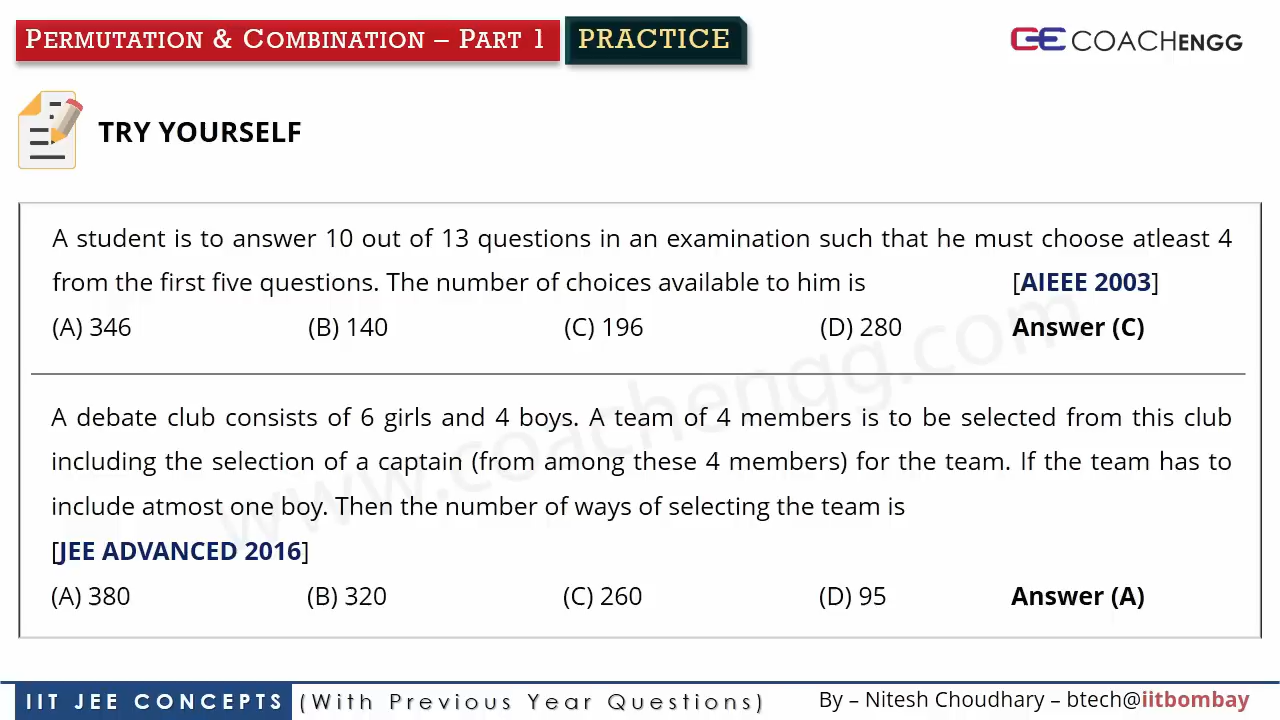 PERMUTATION & COMBINATION – PART 1 PRACTICE
CE COACHENGG
TRY YOURSELF
A student is to answer 10 out of 13 questions in an examination such that he must choose atleast 4
from the first five questions. The number of choices available to him is [AIEEE 2003]
(A) 346 (B) 140 (C) 196 (D) 280 Answer (C)
A debate club consists of 6 girls and 4 boys. A team of 4 members is to be selected from this club
including the selection of a captain (from among these 4 members) for the team. If the team has to
include atmost one boy. Then the number of ways of selecting the team is
[JEE ADVANCED 2016]
(A) 380 (B) 320 (C) 260 (D) 95 Answer (A)
www.coachengg.com
IIT JEE CONCEPTS (With Previous Year Questions) By – Nitesh Choudhary – btech@iitbombay